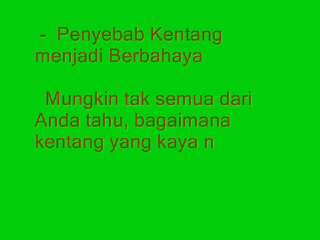 - Penyebab Kentang
menjadi Berbahaya
Mungkin tak semua dari
Anda tahu, bagaimana
kentang yang kaya n